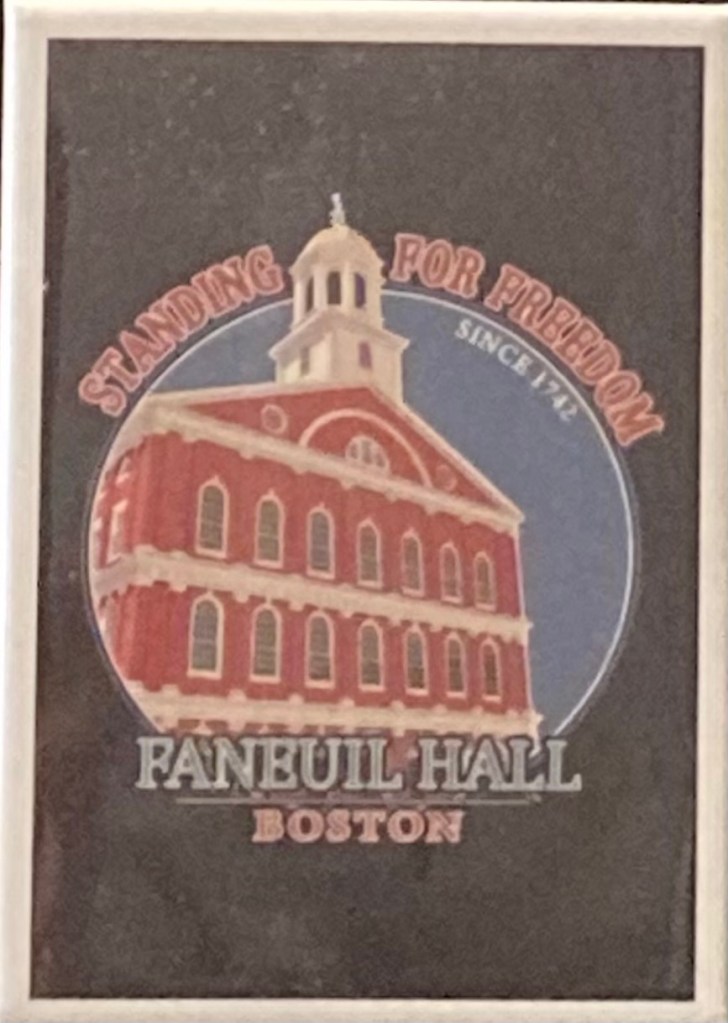 STANDING FOR FREEDOM
SINCE 1742
FANEUIL HALL
BOSTON